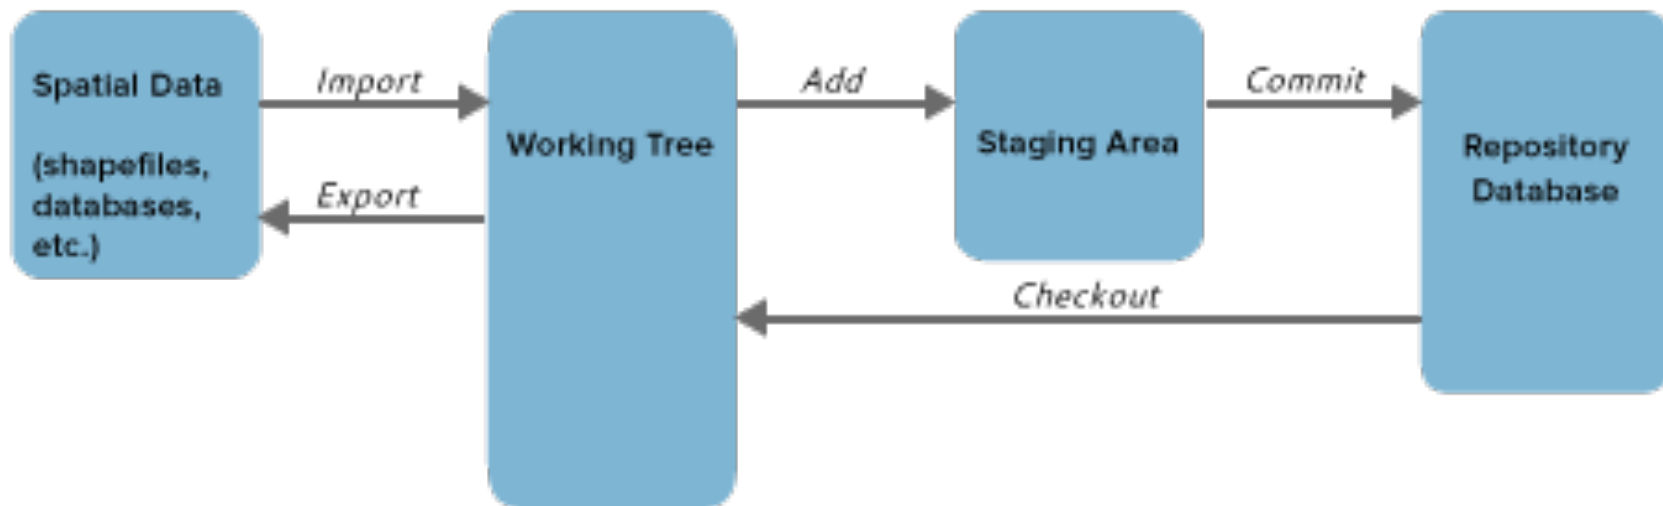 Spatial Data
(shapefiles,
databases,
etc.)
Import
Export
Working Tree
Add
Staging Area
Commit
Checkout
Repository
Database